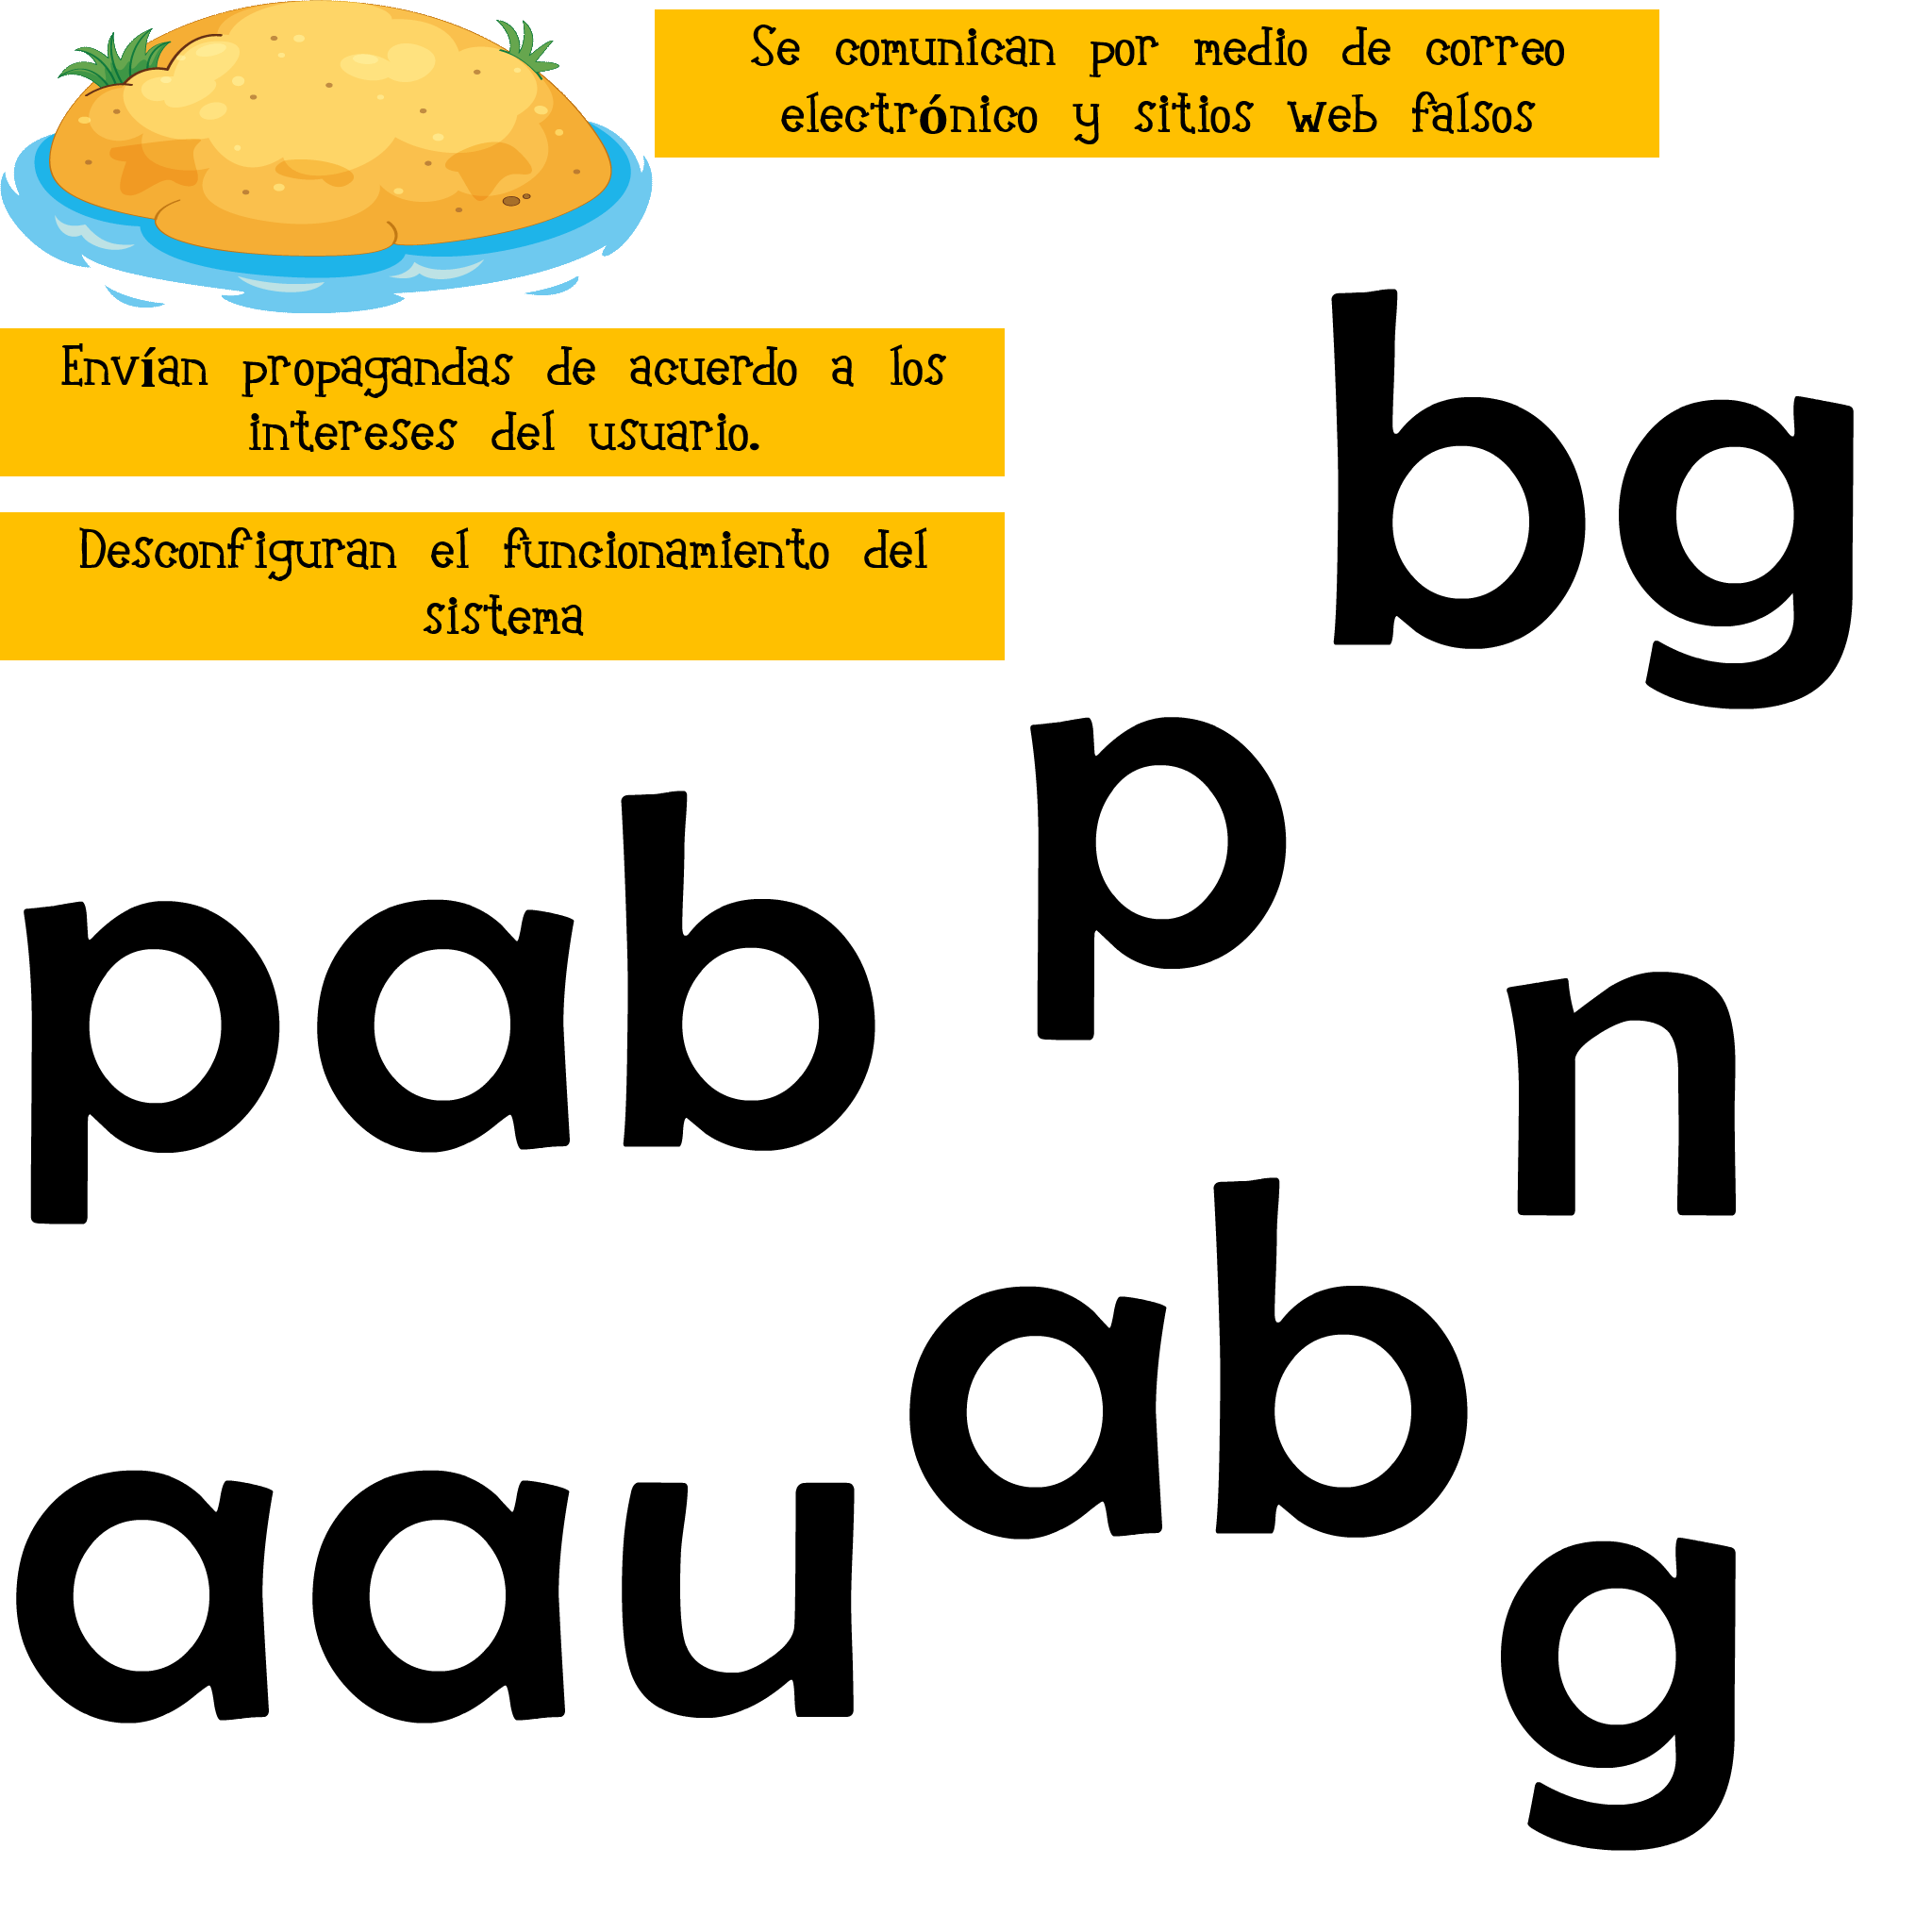 Se comunican por medio de correo
electrónico y sitios web falsos
Envían propagandas de acuerdo a los
intereses del usuario.
Desconfiguran el funcionamiento del
sistema
bg
p
pab
n
ab
aau
g